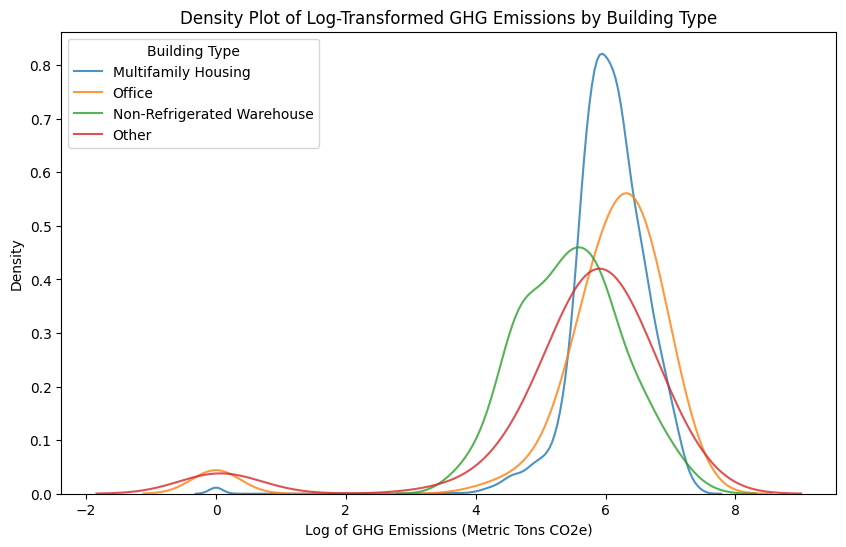 Density Plot of Log-Transformed GHG Emissions by Building Type
Building Type
Multifamily Housing
Office
Non-Refrigerated Warehouse
Other
Density
0.8
0.7
0.6
0.5
0.4
0.3
0.2
0.1
0.0
−2
0
2
4
6
8
Log of GHG Emissions (Metric Tons CO2e)